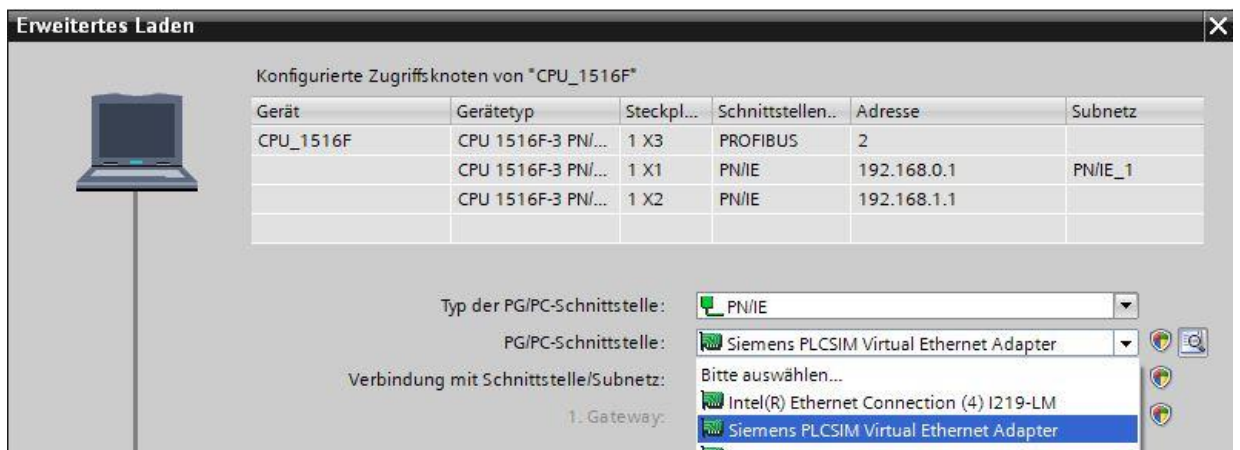 Erweitertes Laden
Konfigurierte Zugriffsknoten von "CPU_1516F"
Gerät Gerätetyp Steckpl... Schnittstellen.. Adresse Subnetz
CPU_1516F CPU 1516F-3 PN/... 1 X3 PROFIBUS 2
CPU 1516F-3 PN/... 1 X1 PN/IE 192.168.0.1 PN/IE_1
CPU 1516F-3 PN/... 1 X2 PN/IE 192.168.1.1
Typ der PG/PC-Schnittstelle: PN/IE
PG/PC-Schnittstelle: Siemens PLCSIM Virtual Ethernet Adapter
Verbindung mit Schnittstelle/Subnetz: Bitte auswählen...
Intel(R) Ethernet Connection (4) I219-LM
1. Gateway: Siemens PLCSIM Virtual Ethernet Adapter